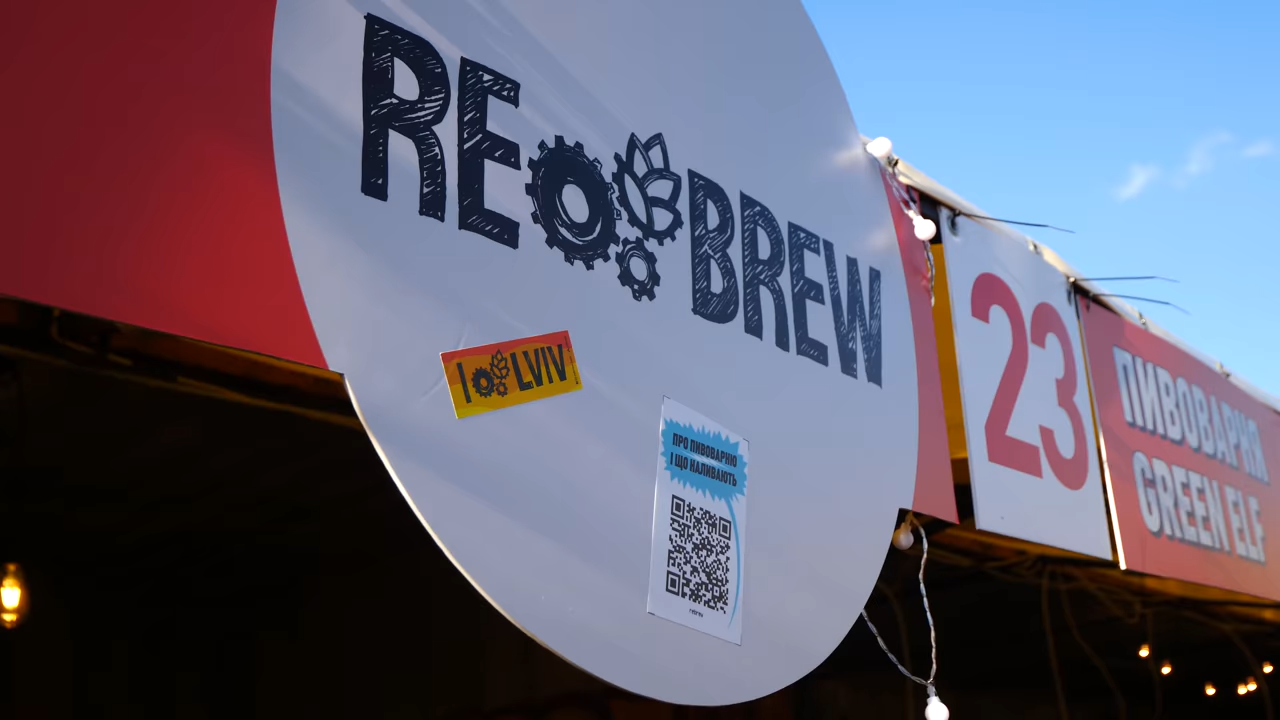 RE BREW
I LVIV
ПРО ПИВОВАРНЮ
І ЩО НАЛИВАЮТЬ
23
ПИВОВАРНЯ
GREEN ELF